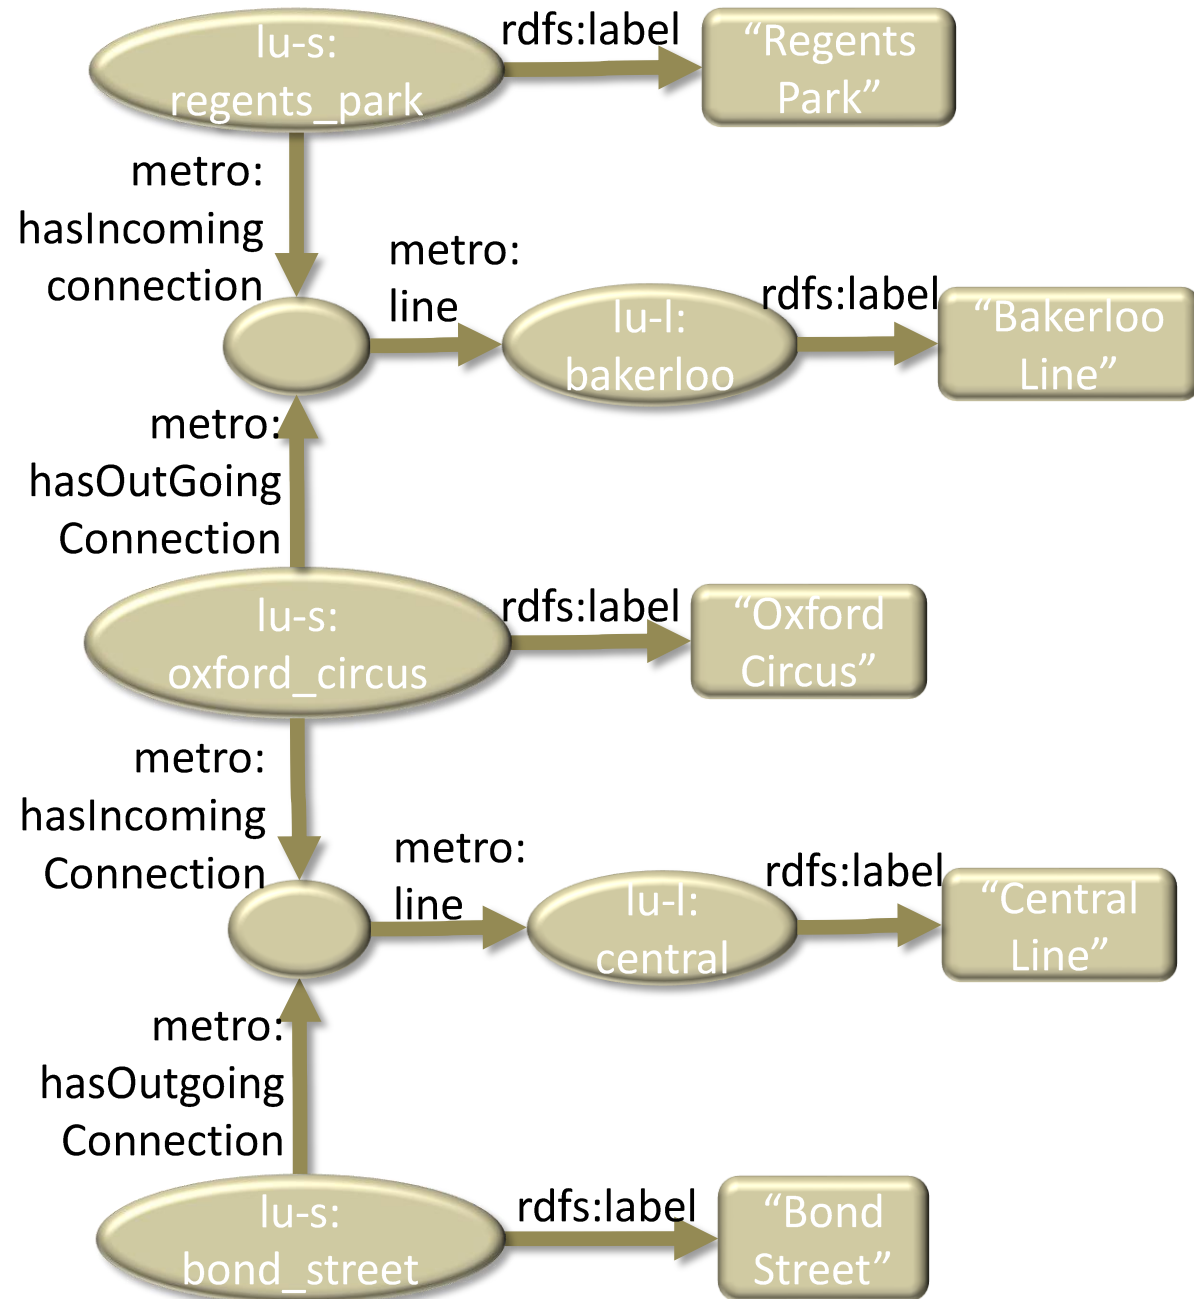 lu-s:
regents_park
rdfs:label
“Regents
Park”
metro:
hasIncoming
connection
metro:
line
lu-l:
bakerloo
rdfs:label
“Bakerloo
Line”
metro:
hasOutGoing
Connection
lu-s:
oxford_circus
rdfs:label
“Oxford
Circus”
metro:
hasIncoming
Connection
metro:
line
lu-l:
central
rdfs:label
“Central
Line”
metro:
hasOutgoing
Connection
lu-s:
bond_street
rdfs:label
“Bond
Street”